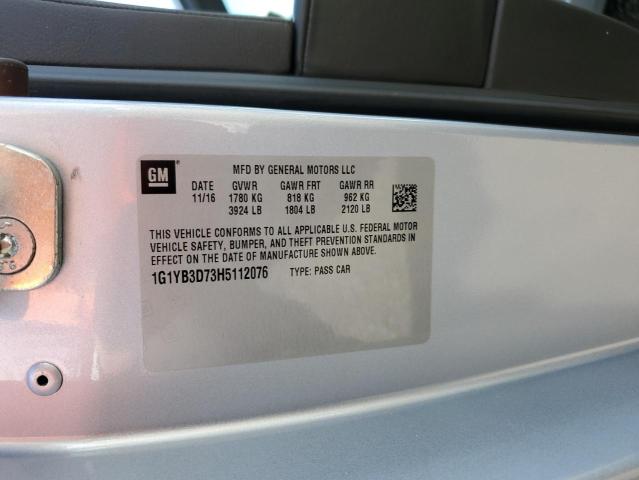 GM
MFD BY GENERAL MOTORS LLC
DATE GVWR GAWR FRT GAWR RR
11/16 1780 KG 818 KG 962 KG
3924 LB 1804 LB 2120 LB
THIS VEHICLE CONFORMS TO ALL APPLICABLE U.S. FEDERAL MOTOR
VEHICLE SAFETY, BUMPER, AND THEFT PREVENTION STANDARDS IN
EFFECT ON THE DATE OF MANUFACTURE SHOWN ABOVE.
1G1YB3D73H5112076 TYPE: PASS CAR